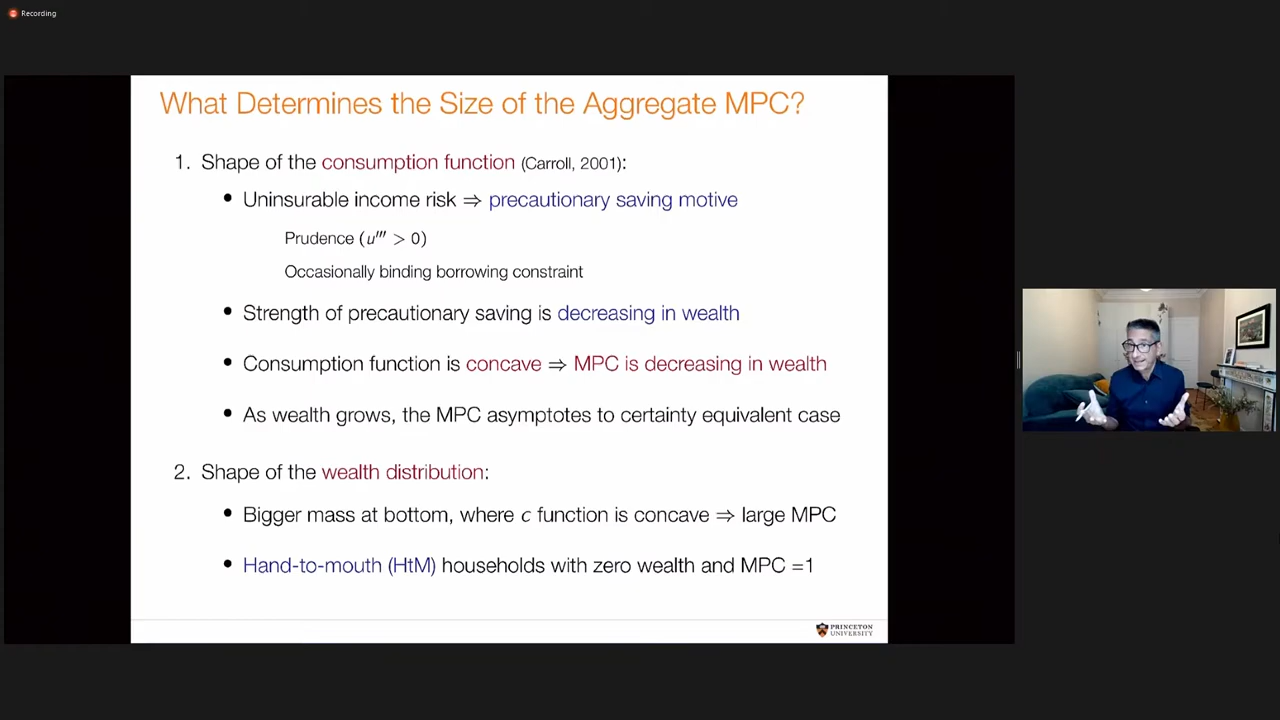 Recording
What Determines the Size of the Aggregate MPC?
1. Shape of the consumption function (Carroll, 2001):
• Uninsurable income risk ⇒ precautionary saving motive
Prudence (u''' > 0)
Occasionally binding borrowing constraint
• Strength of precautionary saving is decreasing in wealth
• Consumption function is concave ⇒ MPC is decreasing in wealth
• As wealth grows, the MPC asymptotes to certainty equivalent case
2. Shape of the wealth distribution:
• Bigger mass at bottom, where c function is concave ⇒ large MPC
• Hand-to-mouth (HtM) households with zero wealth and MPC =1
PRINCETON
UNIVERSITY